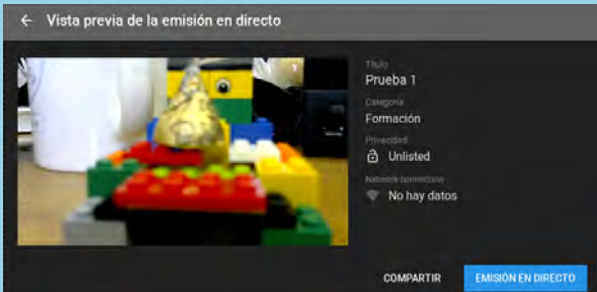 Vista previa de la emisión en directo
Título
Prueba 1
Categoría
Formación
Privacidad
Unlisted
Network connection
No hay datos
COMPARTIR
EMISIÓN EN DIRECTO